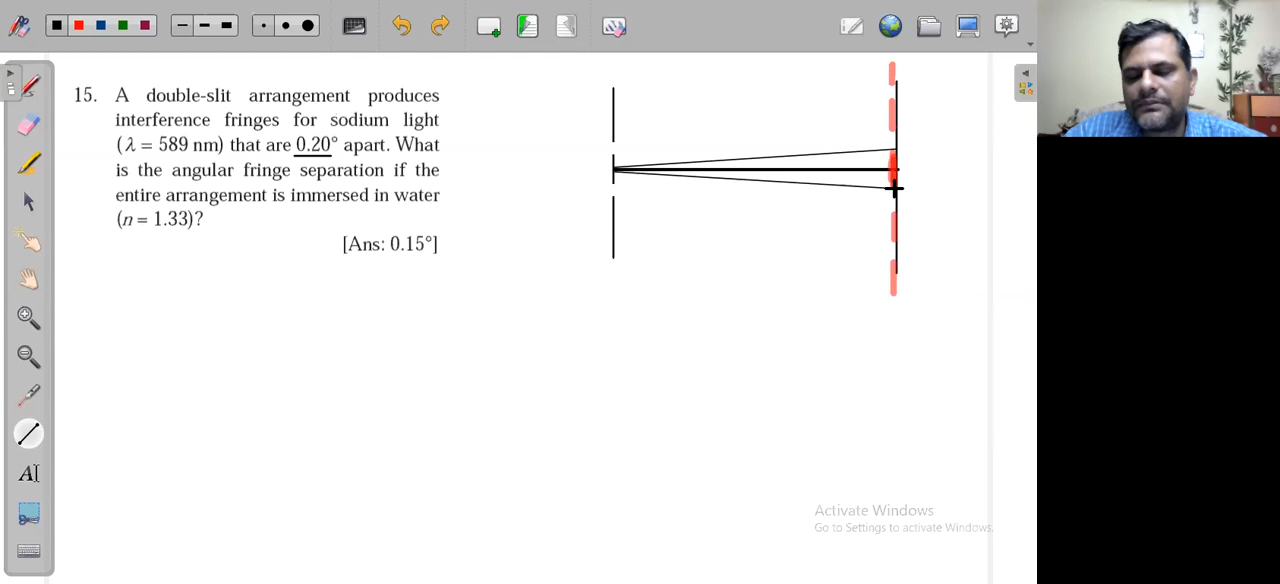 15. A double-slit arrangement produces
interference fringes for sodium light
(λ = 589 nm) that are 0.20° apart. What
is the angular fringe separation if the
entire arrangement is immersed in water
(n = 1.33)?
[Ans: 0.15°]
A
Activate Windows
Go to Settings to activate Windows.